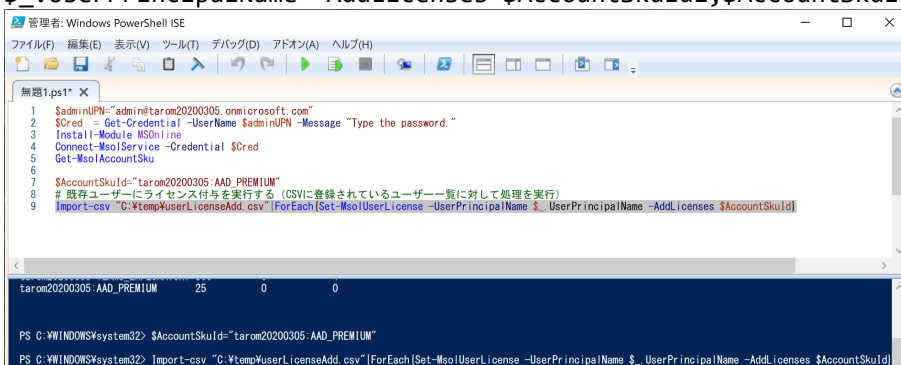 管理者: Windows PowerShell ISE
ファイル(F) 編集(E) 表示(V) ツール(T) デバッグ(D) アドオン(A) ヘルプ(H)
無題1.ps1* X
1 $adminUPN="admin@tarom20200305.onmicrosoft.com"
2 $Cred = Get-Credential -UserName $adminUPN -Message "Type the password."
3 Install-Module MSOnline
4 Connect-MsolService -Credential $Cred
5 Get-MsolAccountSku
6
7 $AccountSkuId="tarom20200305:AAD_PREMIUM"
8 # 既存ユーザーにライセンス付与を実行する（CSVに登録されているユーザー一覧に対して処理を実行）
9 Import-csv "C:¥temp¥userLicenseAdd.csv"|ForEach{Set-MsolUserLicense -UserPrincipalName $_.UserPrincipalName -AddLicenses $AccountSkuId}
tarom20200305:AAD_PREMIUM 25 0 0
PS C:¥WINDOWS¥system32> $AccountSkuId="tarom20200305:AAD_PREMIUM"
PS C:¥WINDOWS¥system32> Import-csv "C:¥temp¥userLicenseAdd.csv"|ForEach{Set-MsolUserLicense -UserPrincipalName $_.UserPrincipalName -AddLicenses $AccountSkuId}